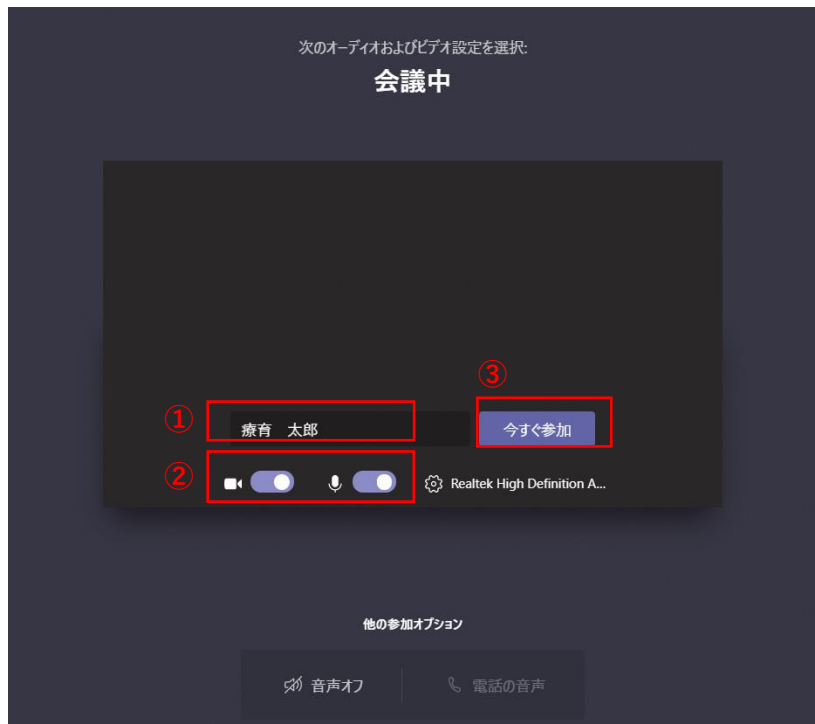 次のオーディオおよびビデオ設定を選択:
会議中
③
① 療育　太郎 今すぐ参加
② Realtek High Definition A...
他の参加オプション
音声オフ 電話の音声